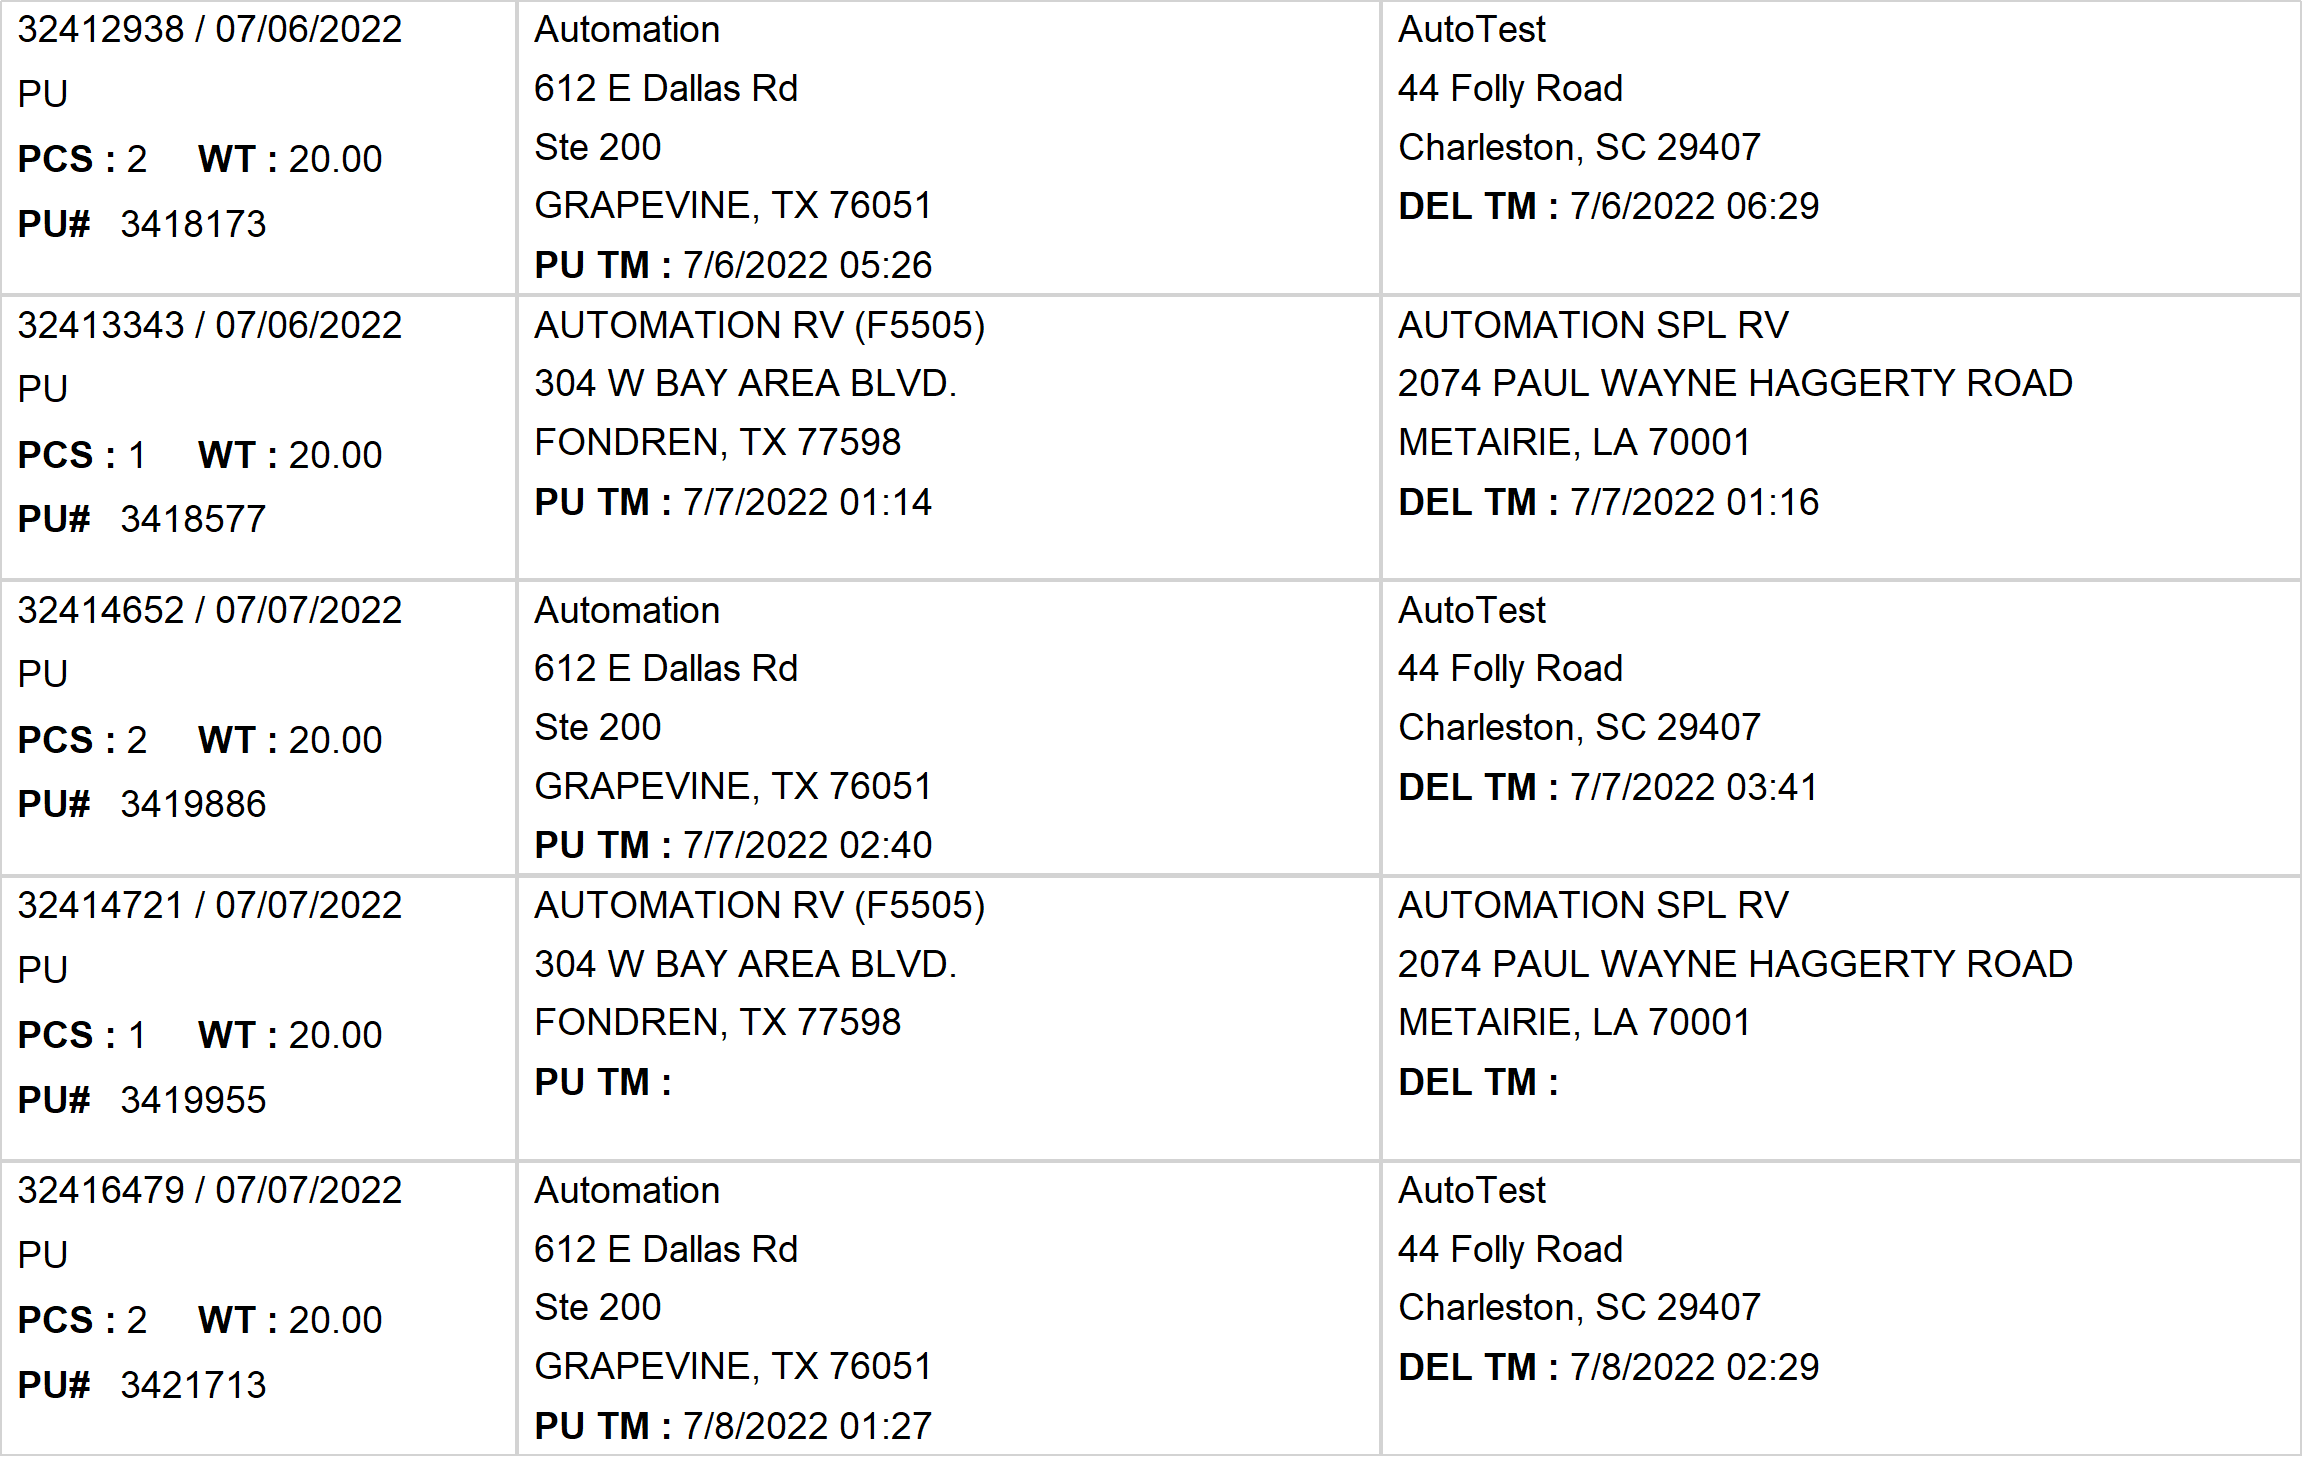 32412938 / 07/06/2022
PU
PCS : 2 WT : 20.00
PU# 3418173
Automation
612 E Dallas Rd
Ste 200
GRAPEVINE, TX 76051
PU TM : 7/6/2022 05:26
AutoTest
44 Folly Road
Charleston, SC 29407
DEL TM : 7/6/2022 06:29
32413343 / 07/06/2022
PU
PCS : 1 WT : 20.00
PU# 3418577
AUTOMATION RV (F5505)
304 W BAY AREA BLVD.
FONDREN, TX 77598
PU TM : 7/7/2022 01:14
AUTOMATION SPL RV
2074 PAUL WAYNE HAGGERTY ROAD
METAIRIE, LA 70001
DEL TM : 7/7/2022 01:16
32414652 / 07/07/2022
PU
PCS : 2 WT : 20.00
PU# 3419886
Automation
612 E Dallas Rd
Ste 200
GRAPEVINE, TX 76051
PU TM : 7/7/2022 02:40
AutoTest
44 Folly Road
Charleston, SC 29407
DEL TM : 7/7/2022 03:41
32414721 / 07/07/2022
PU
PCS : 1 WT : 20.00
PU# 3419955
AUTOMATION RV (F5505)
304 W BAY AREA BLVD.
FONDREN, TX 77598
PU TM :
AUTOMATION SPL RV
2074 PAUL WAYNE HAGGERTY ROAD
METAIRIE, LA 70001
DEL TM :
32416479 / 07/07/2022
PU
PCS : 2 WT : 20.00
PU# 3421713
Automation
612 E Dallas Rd
Ste 200
GRAPEVINE, TX 76051
PU TM : 7/8/2022 01:27
AutoTest
44 Folly Road
Charleston, SC 29407
DEL TM : 7/8/2022 02:29